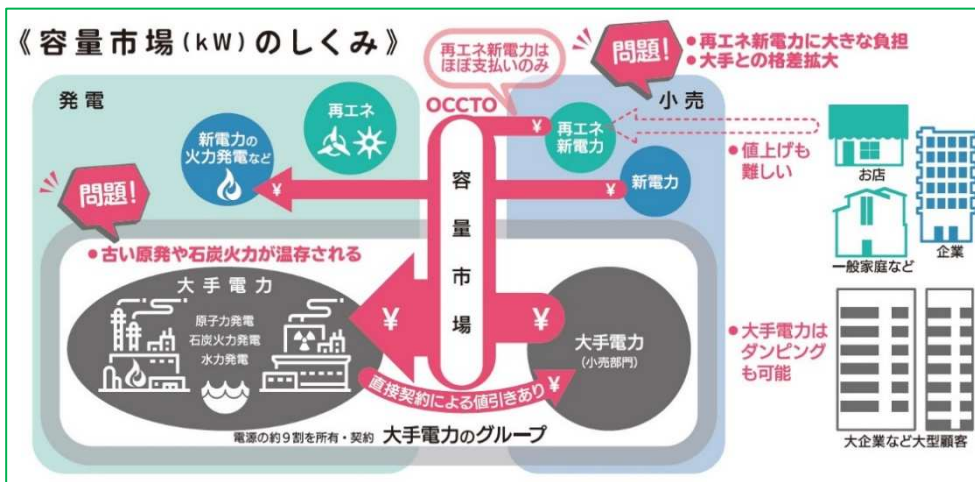 《容量市場(kW)のしくみ》
再エネ新電力は
ほぼ支払いのみ
問題！
●再エネ新電力に大きな負担
●大手との格差拡大
発電
OCCTO
小売
再エネ
新電力の
火力発電など
¥
¥
再エネ
新電力
●値上げも
難しい
お店
¥
新電力
一般家庭など
企業
問題！
●古い原発や石炭火力が温存される
容量市場
大手電力
原子力発電
石炭火力発電
水力発電
¥
¥
大手電力
(小売部門)
●大手電力は
ダンピング
も可能
直接契約による値引きあり
¥
電源の約9割を所有・契約 大手電力のグループ
大企業など大型顧客